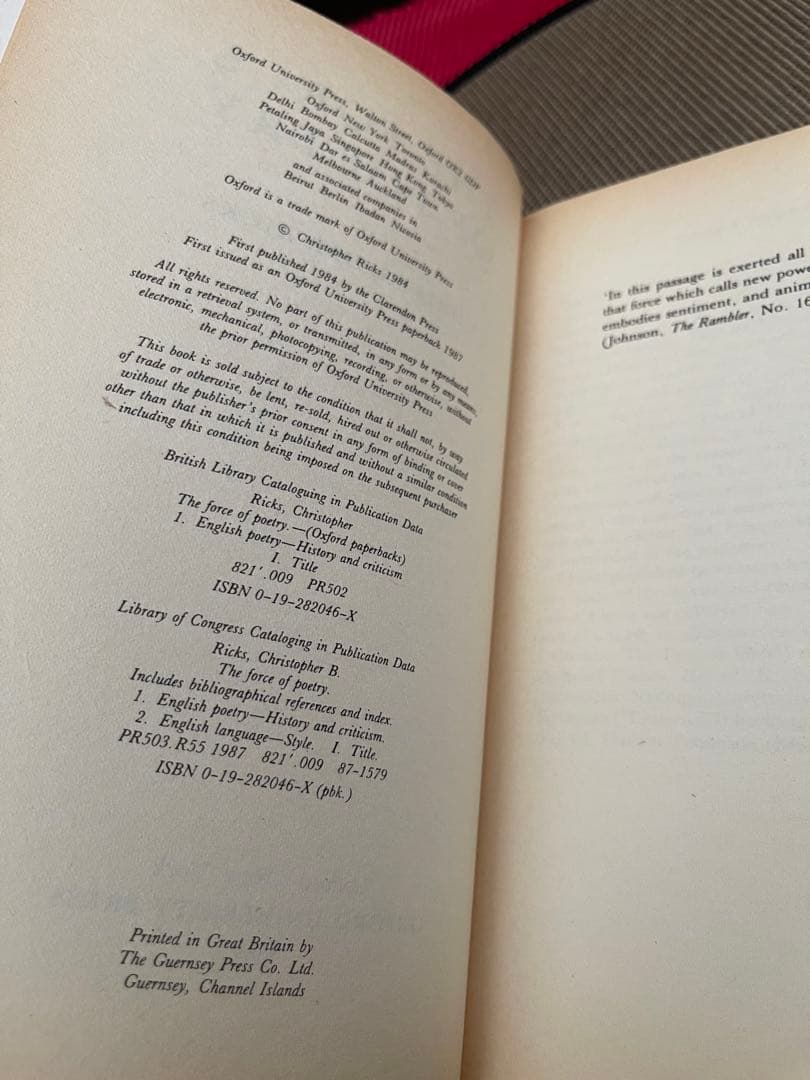 Oxford University Press, Walton Street, Oxford OX2 6DP
Oxford New York Toronto
Delhi Bombay Calcutta Madras Karachi
Petaling Jaya Singapore Hong Kong Tokyo
Nairobi Dar es Salaam Cape Town
Melbourne Auckland
and associated companies in
Beirut Berlin Ibadan Nicosia
Oxford is a trade mark of Oxford University Press
© Christopher Ricks 1984
First published 1984 by the Clarendon Press
First issued as an Oxford University Press paperback 1987
All rights reserved. No part of this publication may be reproduced,
stored in a retrieval system, or transmitted, in any form or by any means,
electronic, mechanical, photocopying, recording, or otherwise, without
the prior permission of Oxford University Press
This book is sold subject to the condition that it shall not, by way
of trade or otherwise, be lent, re-sold, hired out or otherwise circulated
without the publisher's prior consent in any form of binding or cover
other than that in which it is published and without a similar condition
including this condition being imposed on the subsequent purchaser
British Library Cataloguing in Publication Data
Ricks, Christopher
The force of poetry.—(Oxford paperbacks)
1. English poetry—History and criticism
I. Title
821'.009 PR502
ISBN 0-19-282046-X
Library of Congress Cataloging in Publication Data
Ricks, Christopher B.
The force of poetry.
Includes bibliographical references and index.
1. English poetry—History and criticism.
2. English language—Style. I. Title.
PR503.R55 1987 821'.009 87-1579
ISBN 0-19-282046-X (pbk.)
Printed in Great Britain by
The Guernsey Press Co. Ltd.
Guernsey, Channel Islands
'In this passage is exerted all
that force which calls new powe
embodies sentiment, and anim
(Johnson, The Rambler, No. 16